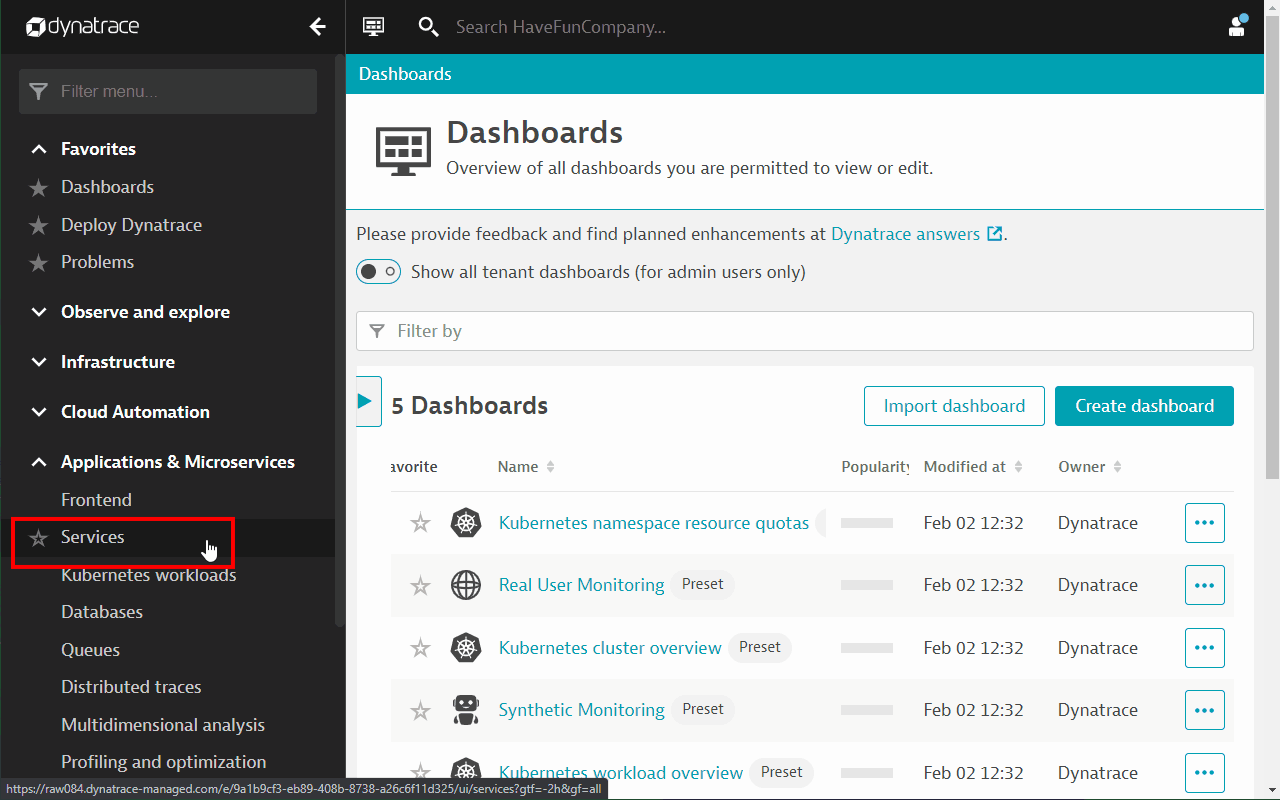 dynatrace
Search HaveFunCompany...
Filter menu...
Favorites
Dashboards
Deploy Dynatrace
Problems
Observe and explore
Infrastructure
Cloud Automation
Applications & Microservices
Frontend
Services
Kubernetes workloads
Databases
Queues
Distributed traces
Multidimensional analysis
Profiling and optimization
Dashboards
Dashboards
Overview of all dashboards you are permitted to view or edit.
Please provide feedback and find planned enhancements at Dynatrace answers.
Show all tenant dashboards (for admin users only)
Filter by
5 Dashboards Import dashboard Create dashboard
avorite Name Popularity Modified at Owner
Kubernetes namespace resource quotas Feb 02 12:32 Dynatrace
Real User Monitoring Preset Feb 02 12:32 Dynatrace
Kubernetes cluster overview Preset Feb 02 12:32 Dynatrace
Synthetic Monitoring Preset Feb 02 12:32 Dynatrace
Kubernetes workload overview Preset Feb 02 12:32 Dynatrace
https://raw084.dynatrace-managed.com/e/9a1b9cf3-eb89-408b-8738-a26c6f11d325/ui/services?gtf=-2h&gf=all